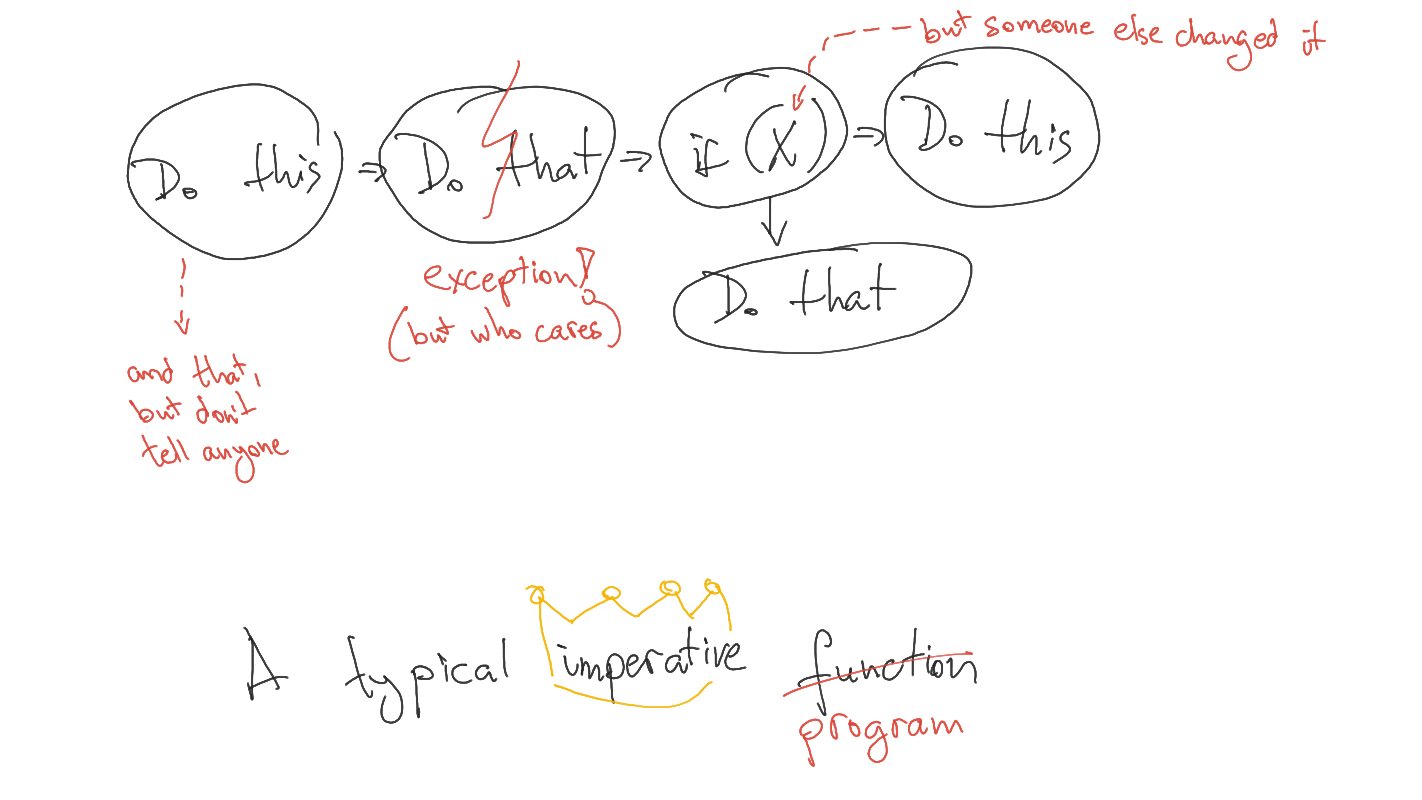 but someone else changed it
Do this ⇒ Do that ⇒ if (X) ⇒ Do this
exception!
(but who cares)
Do that
and that,
but don't
tell anyone
A typical imperative function
program